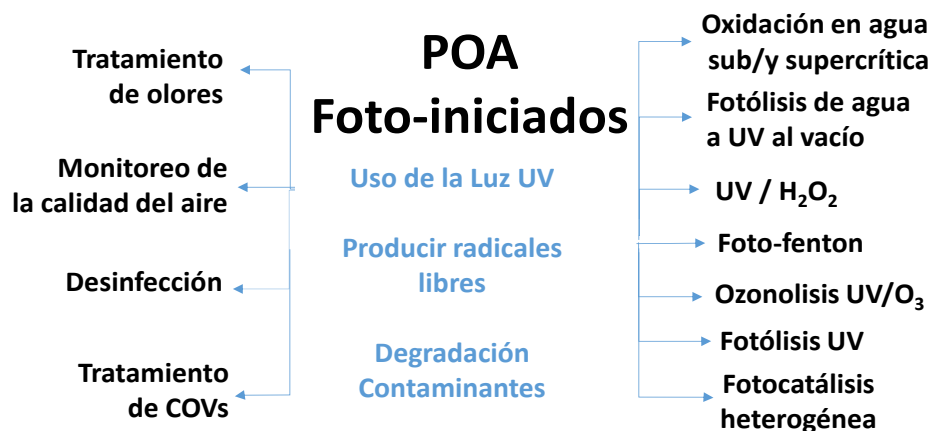 POA
Foto-iniciados
Uso de la Luz UV
Producir radicales
libres
Degradación
Contaminantes
Tratamiento
de olores
Monitoreo de
la calidad del aire
Desinfección
Tratamiento
de COVs
Oxidación en agua
sub/y supercrítica
Fotólisis de agua
a UV al vacío
UV / H₂O₂
Foto-fenton
Ozonolisis UV/O₃
Fotólisis UV
Fotocatálisis
heterogénea